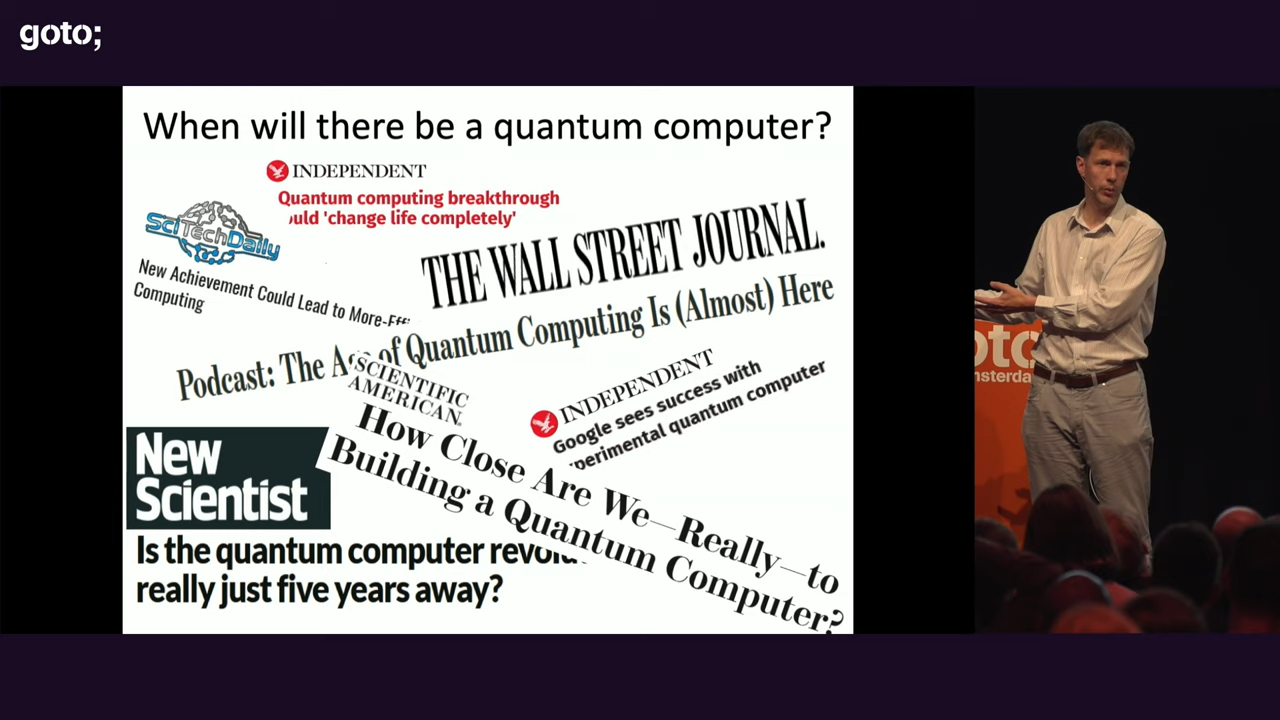 goto;
When will there be a quantum computer?
INDEPENDENT
Quantum computing breakthrough
uld 'change life completely'
SciTechDaily
New Achievement Could Lead to More-Eff
Computing
THE WALL STREET JOURNAL.
Podcast: The A of Quantum Computing Is (Almost) Here
SCIENTIFIC
AMERICAN
INDEPENDENT
Google sees success with
perimental quantum computer
How Close Are We—Really—to
Building a Quantum Computer?
New
Scientist
Is the quantum computer revolu
really just five years away?
oto
msterda